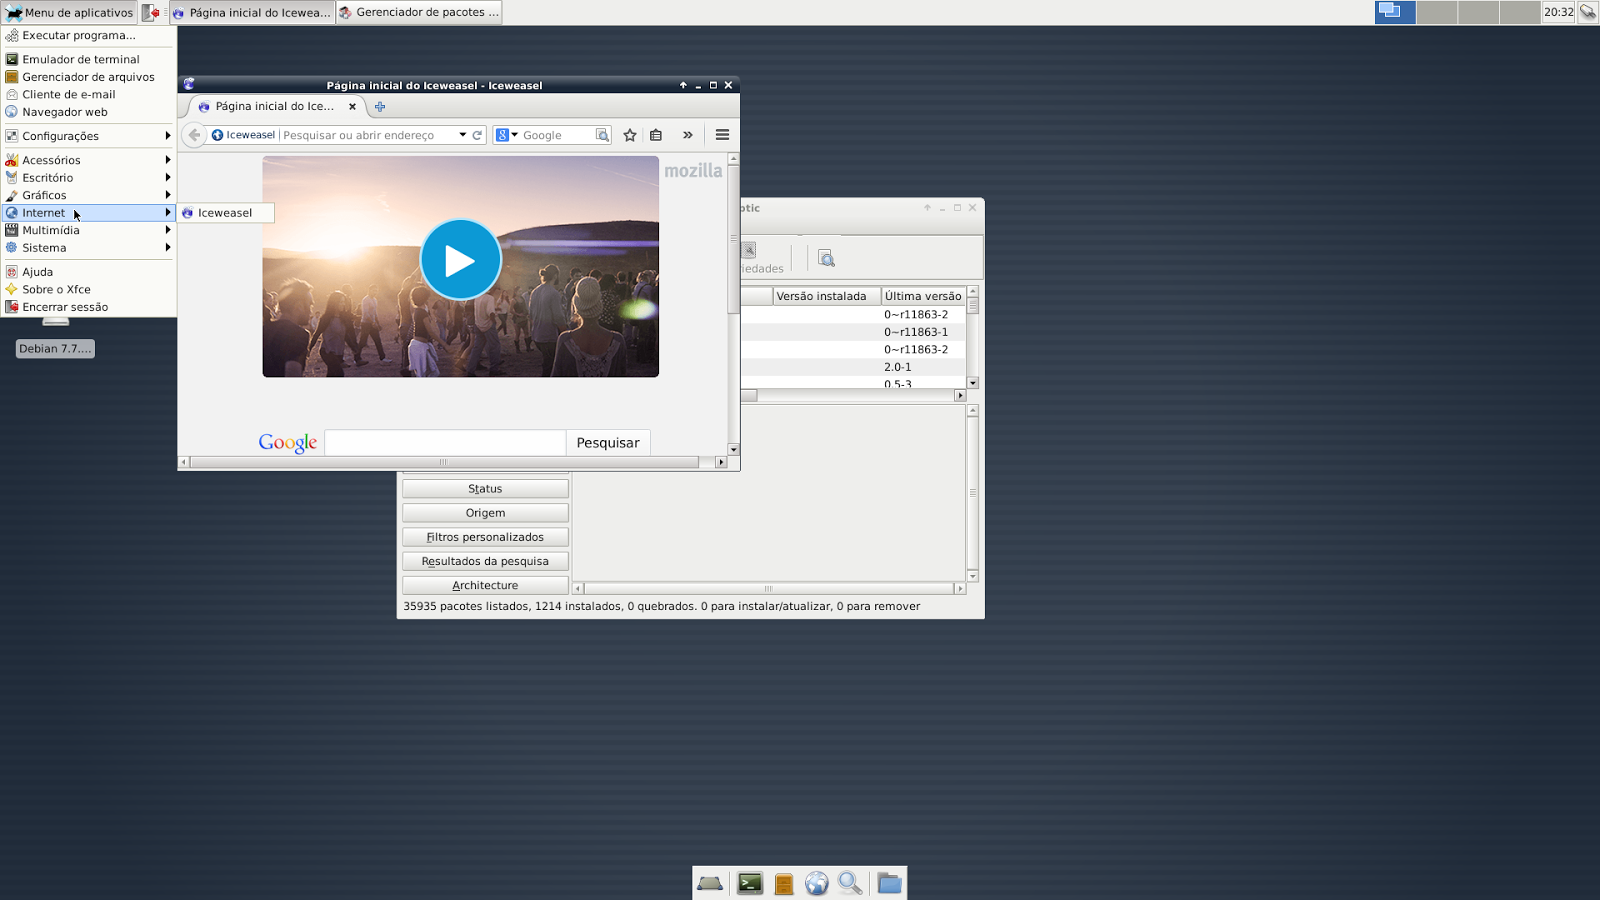 Menu de aplicativos
Página inicial do Icewea...
Gerenciador de pacotes ...
20:32
Executar programa...
Emulador de terminal
Gerenciador de arquivos
Cliente de e-mail
Navegador web
Configurações
Acessórios
Escritório
Gráficos
Internet
Multimídia
Sistema
Ajuda
Sobre o Xfce
Encerrar sessão
Iceweasel
Debian 7.7....
Página inicial do Iceweasel - Iceweasel
Página inicial do Ice...
Iceweasel
Pesquisar ou abrir endereço
Google
mozilla
Google
Pesquisar
ptic
iedades
Versão instalada
Última versão
0~r11863-2
0~r11863-1
0~r11863-2
2.0-1
0.5-3
Status
Origem
Filtros personalizados
Resultados da pesquisa
Architecture
35935 pacotes listados, 1214 instalados, 0 quebrados. 0 para instalar/atualizar, 0 para remover